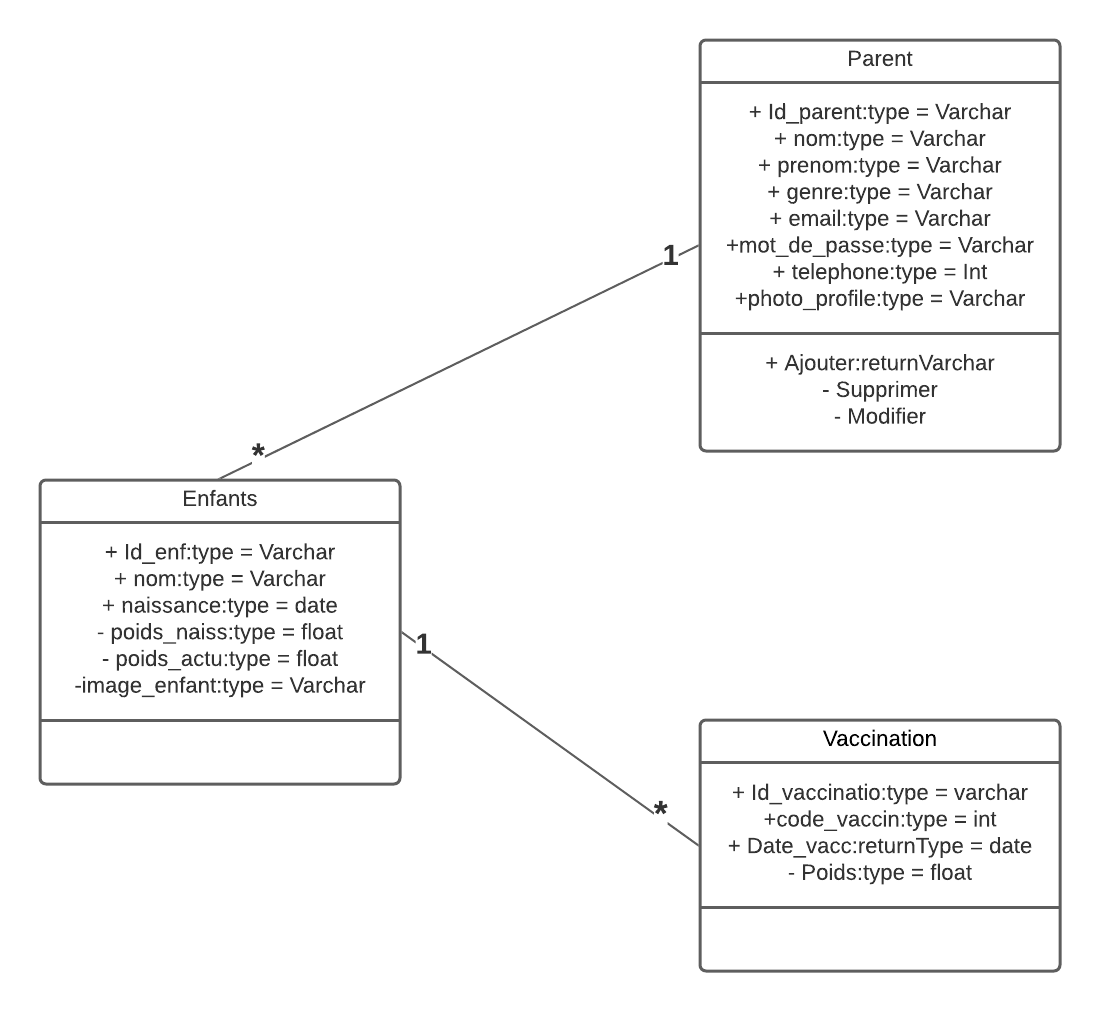 Parent
+ Id_parent:type = Varchar
+ nom:type = Varchar
+ prenom:type = Varchar
+ genre:type = Varchar
+ email:type = Varchar
+mot_de_passe:type = Varchar
+ telephone:type = Int
+photo_profile:type = Varchar
+ Ajouter:returnVarchar
- Supprimer
- Modifier
1
*
Enfants
+ Id_enf:type = Varchar
+ nom:type = Varchar
+ naissance:type = date
- poids_naiss:type = float
- poids_actu:type = float
-image_enfant:type = Varchar
1
*
Vaccination
+ Id_vaccinatio:type = varchar
+code_vaccin:type = int
+ Date_vacc:returnType = date
- Poids:type = float